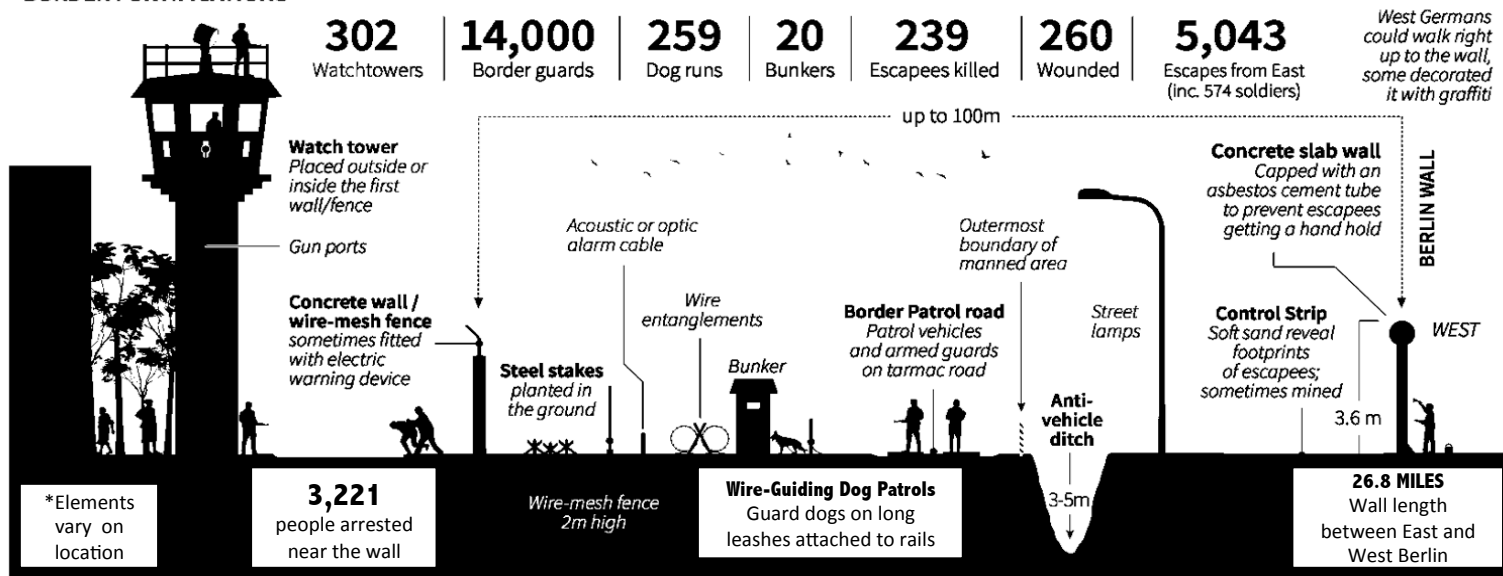 302
Watchtowers
14,000
Border guards
259
Dog runs
20
Bunkers
239
Escapees killed
260
Wounded
5,043
Escapes from East
(inc. 574 soldiers)
West Germans
could walk right
up to the wall,
some decorated
it with graffiti
up to 100m
Watch tower
Placed outside or
inside the first
wall/fence
Gun ports
Concrete wall /
wire-mesh fence
sometimes fitted
with electric
warning device
Steel stakes
planted in
the ground
Acoustic or optic
alarm cable
Wire
entanglements
Bunker
Border Patrol road
Patrol vehicles
and armed guards
on tarmac road
Outermost
boundary of
manned area
Anti-
vehicle
ditch
3-5m
Street
lamps
Concrete slab wall
Capped with an
asbestos cement tube
to prevent escapees
getting a hand hold
Control Strip
Soft sand reveal
footprints
of escapees;
sometimes mined
3.6 m
BERLIN WALL
WEST
*Elements
vary on
location
3,221
people arrested
near the wall
Wire-mesh fence
2m high
Wire-Guiding Dog Patrols
Guard dogs on long
leashes attached to rails
26.8 MILES
Wall length
between East and
West Berlin